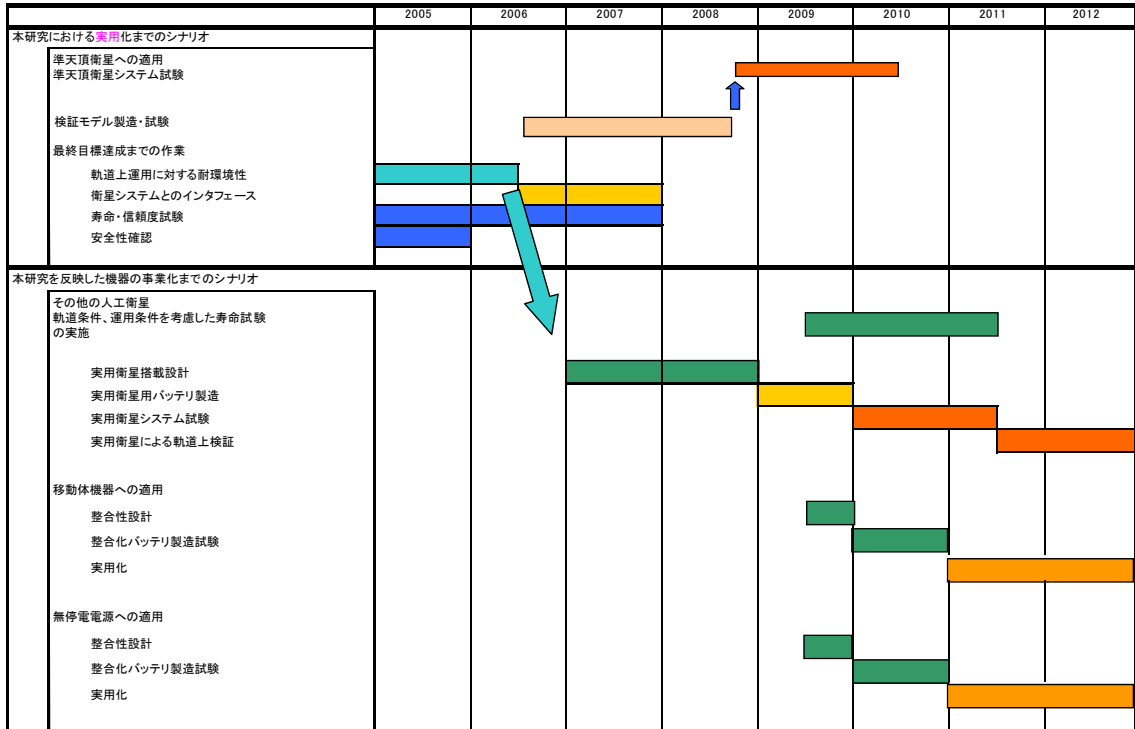 2005 2006 2007 2008 2009 2010 2011 2012
本研究における実用化までのシナリオ
準天頂衛星への適用
準天頂衛星システム試験
検証モデル製造・試験
最終目標達成までの作業
軌道上運用に対する耐環境性
衛星システムとのインタフェース
寿命・信頼度試験
安全性確認
本研究を反映した機器の事業化までのシナリオ
その他の人工衛星
軌道条件、運用条件を考慮した寿命試験
の実施
実用衛星搭載設計
実用衛星用バッテリ製造
実用衛星システム試験
実用衛星による軌道上検証
移動体機器への適用
整合性設計
整合化バッテリ製造試験
実用化
無停電電源への適用
整合性設計
整合化バッテリ製造試験
実用化